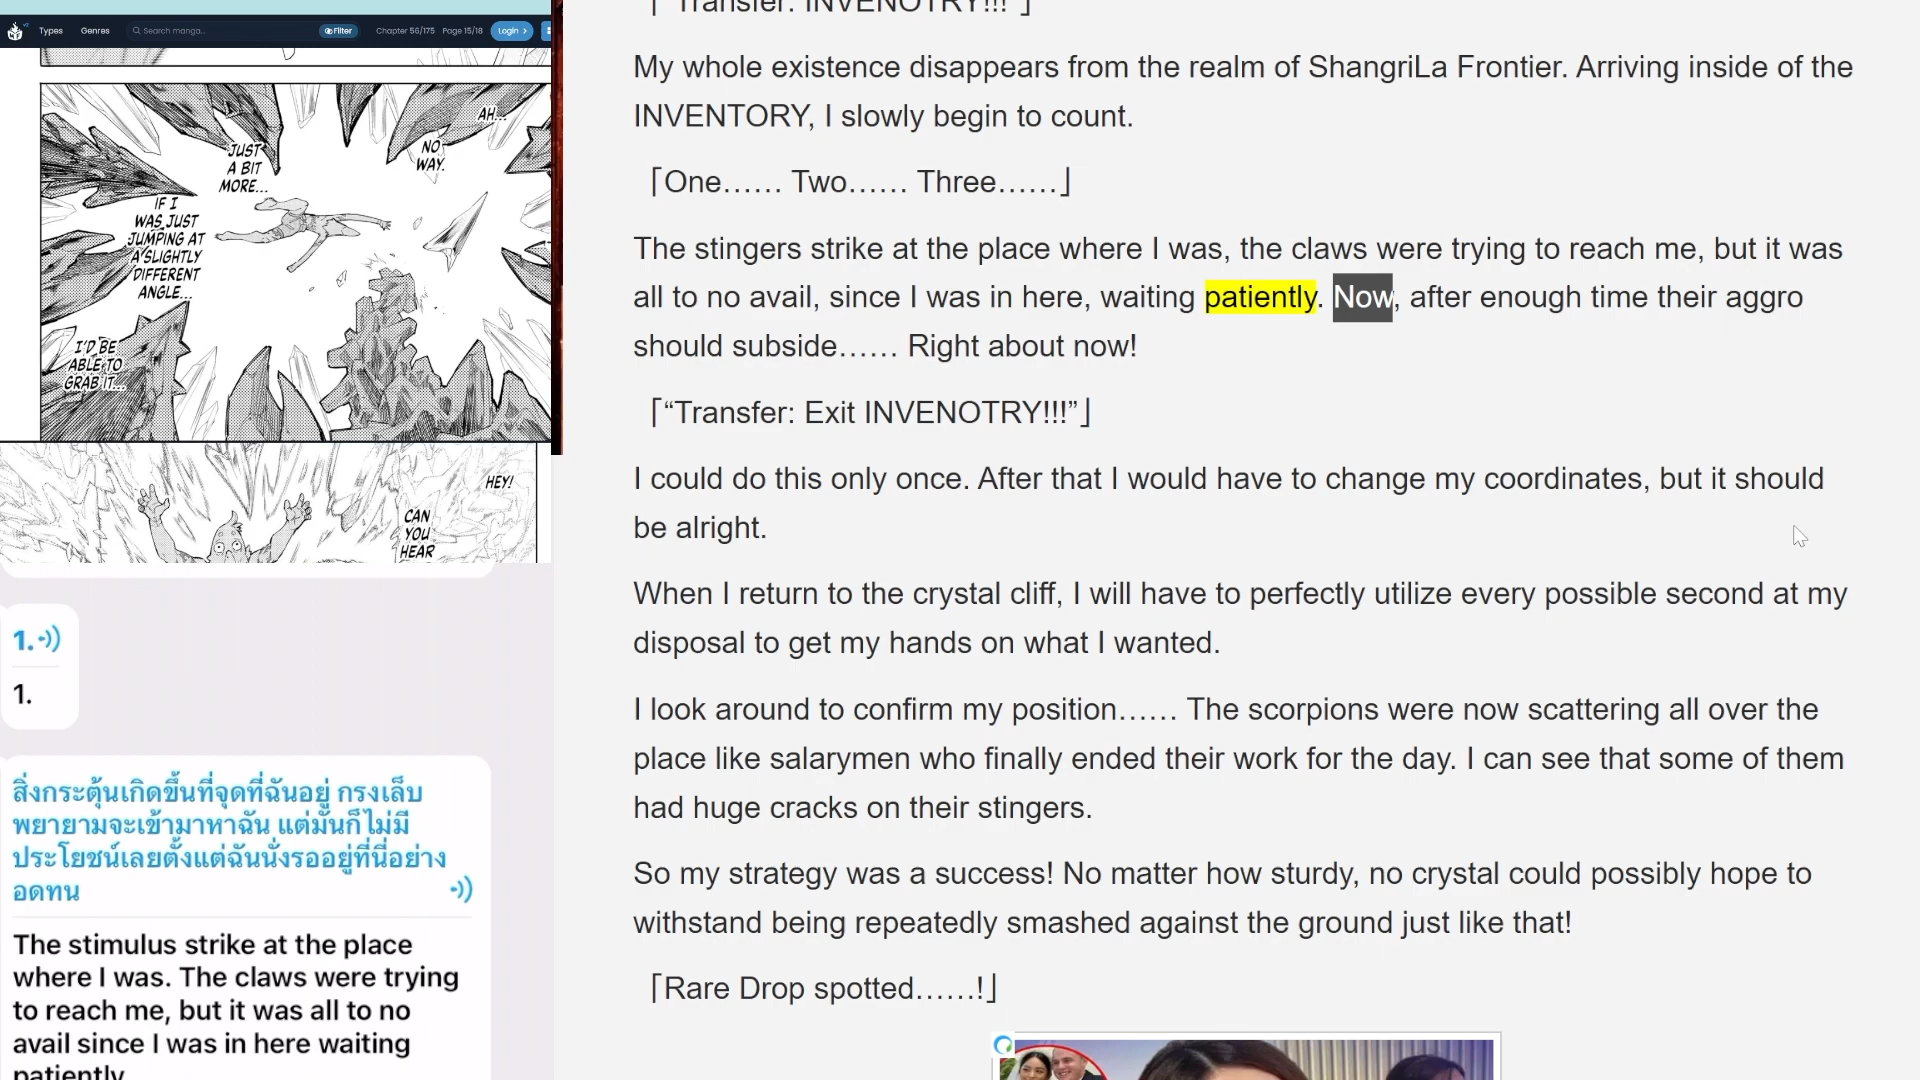 Types Genres Search manga... Filter Chapter 56/175 Page 15/18 Login >
AH...
NO
WAY.
JUST
A BIT
MORE...
IF I
WAS JUST
JUMPING AT
A SLIGHTLY
DIFFERENT
ANGLE...
I'D BE
ABLE TO
GRAB IT...
HEY!
CAN
YOU
HEAR
1.
1.
สิ่งกระตุ้นเกิดขึ้นที่จุดที่ฉันอยู่ กรงเล็บ
พยายามจะเข้ามาหาฉัน แต่มันก็ไม่มี
ประโยชน์เลยตั้งแต่ฉันนั่งรออยู่ที่นี่อย่าง
อดทน
The stimulus strike at the place
where I was. The claws were trying
to reach me, but it was all to no
avail since I was in here waiting
patiently
「"Transfer: INVENOTRY!!!"」
My whole existence disappears from the realm of ShangriLa Frontier. Arriving inside of the
INVENTORY, I slowly begin to count.
「One…… Two…… Three……」
The stingers strike at the place where I was, the claws were trying to reach me, but it was
all to no avail, since I was in here, waiting patiently. Now, after enough time their aggro
should subside…… Right about now!
「“Transfer: Exit INVENOTRY!!!”」
I could do this only once. After that I would have to change my coordinates, but it should
be alright.
When I return to the crystal cliff, I will have to perfectly utilize every possible second at my
disposal to get my hands on what I wanted.
I look around to confirm my position…… The scorpions were now scattering all over the
place like salarymen who finally ended their work for the day. I can see that some of them
had huge cracks on their stingers.
So my strategy was a success! No matter how sturdy, no crystal could possibly hope to
withstand being repeatedly smashed against the ground just like that!
「Rare Drop spotted……!」